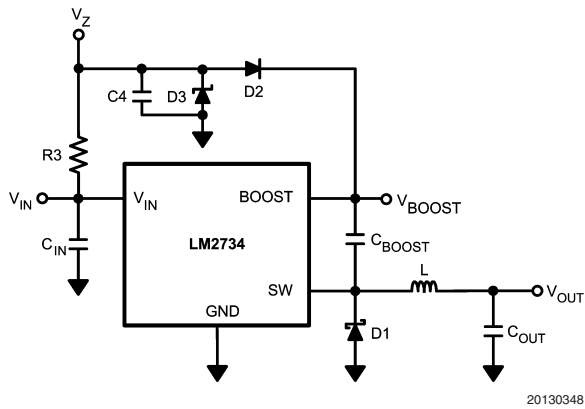 VZ
C4
D3
D2
R3
VIN
VIN
BOOST
VBOOST
CIN
LM2734
CBOOST
SW
L
VOUT
GND
D1
COUT
20130348